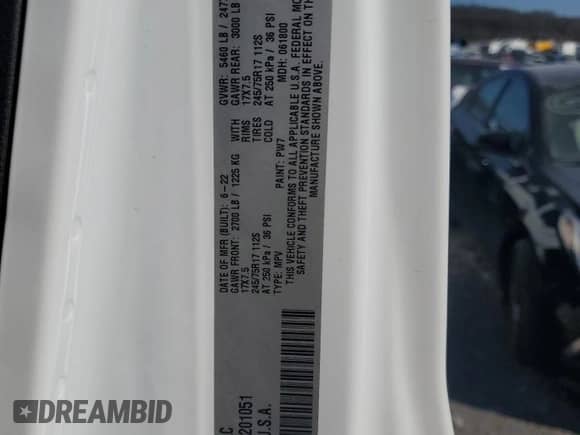 DATE OF MFR (BUILT): 6-22 GVWR: 5460 LB /
GAWR FRONT: 2700 LB / 1225 KG WITH GAWR REAR: 3000 LB
17X7.5 RIMS 17X7.5
245/75R17 112S TIRES 245/75R17 112S
AT 250 kPa / 36 PSI COLD AT 250 kPa / 36 PSI
TYPE: MPV PAINT: PW7 MDH: 061800
THIS VEHICLE CONFORMS TO ALL APPLICABLE U.S.A. FEDERAL
SAFETY AND THEFT PREVENTION STANDARDS IN EFFECT ON
MANUFACTURE SHOWN ABOVE.
C
201051
U.S.A.
DREAMBID